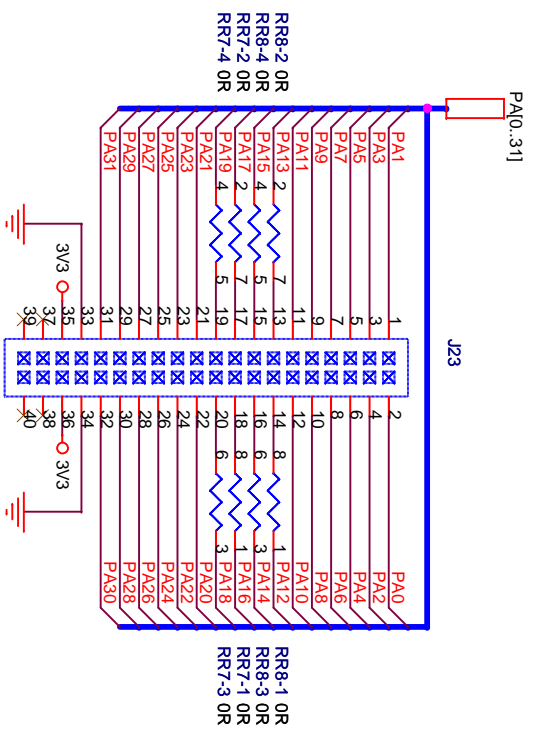 PA[0..31]
J23
PA1 1 2 PA0
PA3 3 4 PA2
PA5 5 6 PA4
PA7 7 8 PA6
PA9 9 10 PA8
PA11 11 12 PA10
RR8-2 0R PA13 2 7 13 14 8 1 PA12 RR8-1 0R
RR8-4 0R PA15 4 5 15 16 6 3 PA14 RR8-3 0R
RR7-2 0R PA17 2 7 17 18 8 1 PA16 RR7-1 0R
RR7-4 0R PA19 4 5 19 20 6 3 PA18 RR7-3 0R
PA21 21 22 PA20
PA23 23 24 PA22
PA25 25 26 PA24
PA27 27 28 PA26
PA29 29 30 PA28
PA31 31 32 PA30
33 34
3V3 35 36 3V3
37 38
39 40